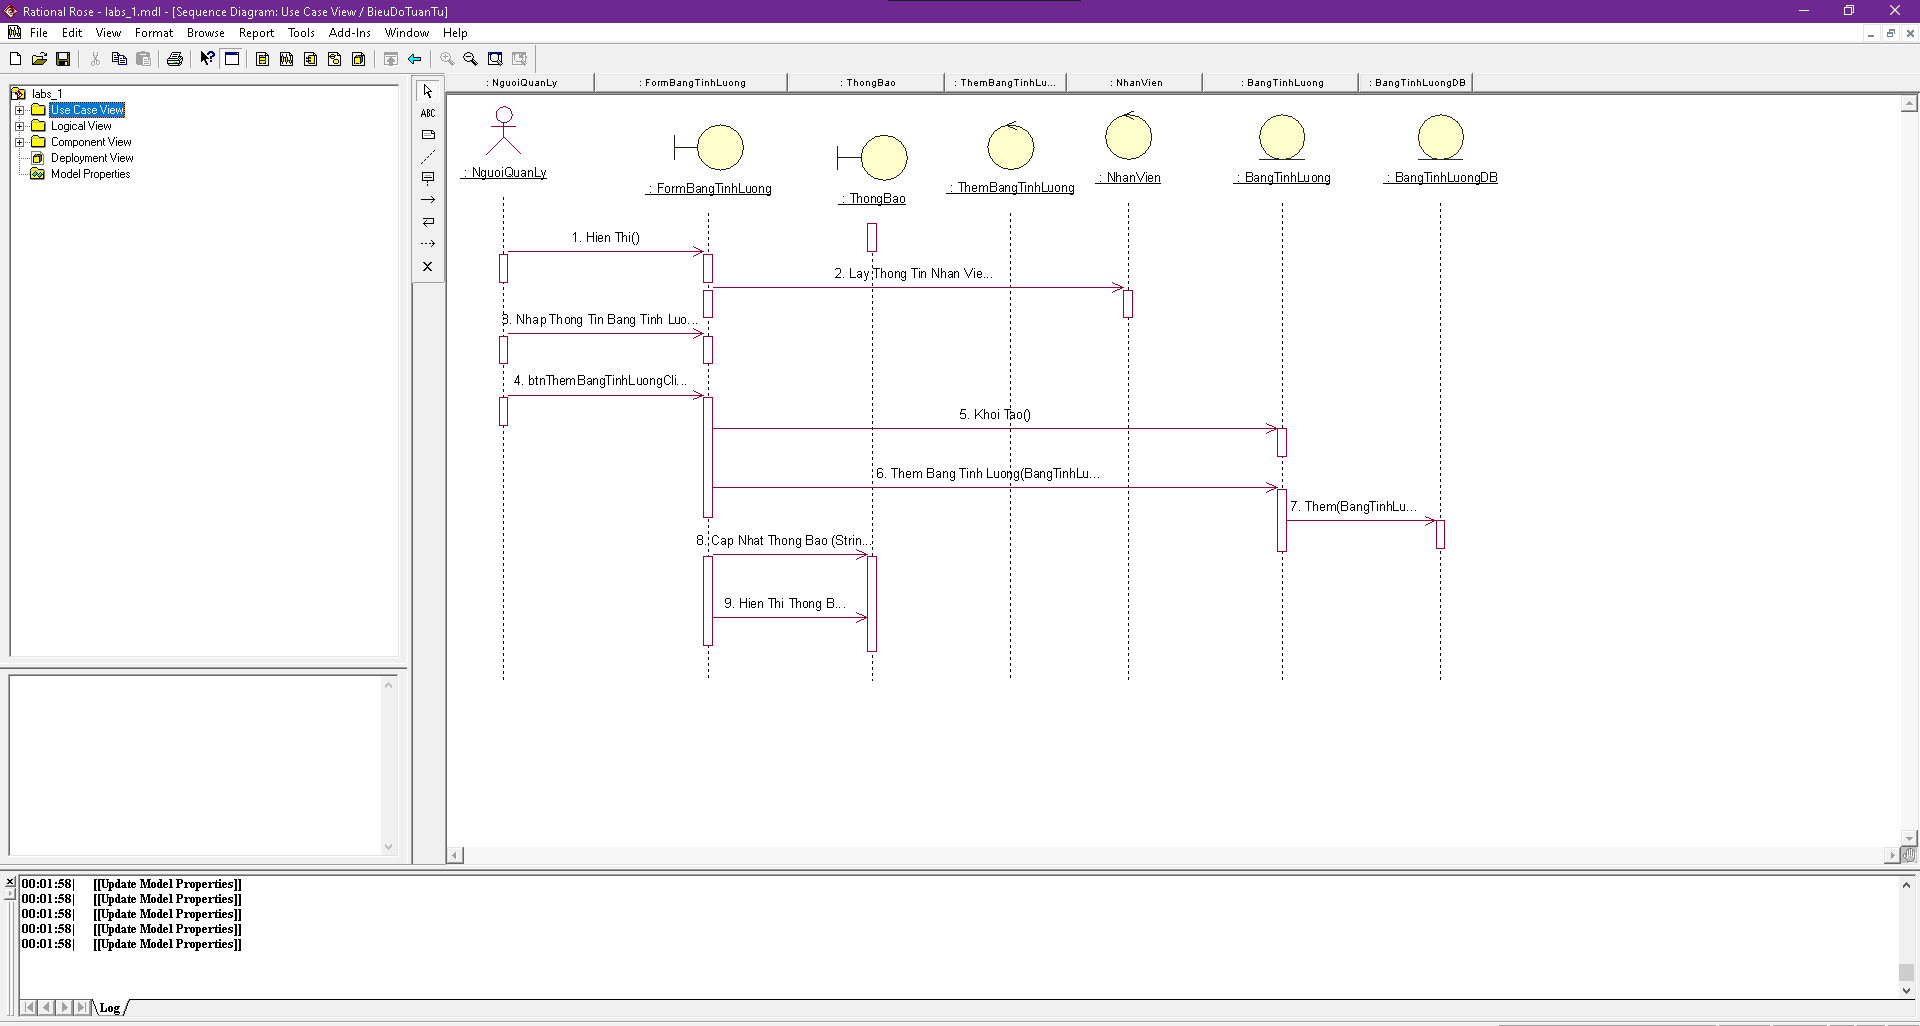 Rational Rose - labs_1.mdl - [Sequence Diagram: Use Case View / BieuDoTuanTu]
File Edit View Format Browse Report Tools Add-Ins Window Help
: NguoiQuanLy : FormBangTinhLuong : ThongBao : ThemBangTinhLu... : NhanVien : BangTinhLuong : BangTinhLuongDB
labs_1
Use Case View
Logical View
Component View
Deployment View
Model Properties
ABC
: NguoiQuanLy
: FormBangTinhLuong
: ThongBao
: ThemBangTinhLuong
: NhanVien
: BangTinhLuong
: BangTinhLuongDB
1. Hien Thi()
2. Lay Thong Tin Nhan Vie...
3. Nhap Thong Tin Bang Tinh Luo...
4. btnThemBangTinhLuongCli...
5. Khoi Tao()
6. Them Bang Tinh Luong(BangTinhLu...
7. Them(BangTinhLu...
8. Cap Nhat Thong Bao (Strin...
9. Hien Thi Thong B...
00:01:58| [[Update Model Properties]]
00:01:58| [[Update Model Properties]]
00:01:58| [[Update Model Properties]]
00:01:58| [[Update Model Properties]]
00:01:58| [[Update Model Properties]]
Log